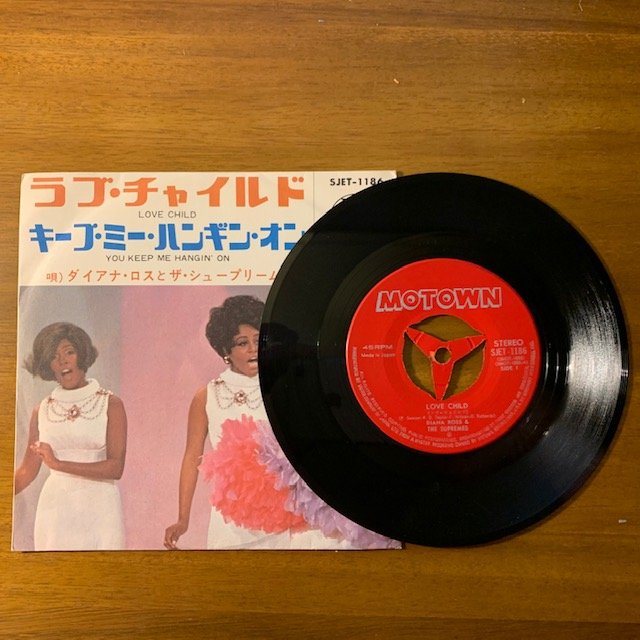 ラブ・チャイルド
SJET-1186
LOVE CHILD
キープ・ミー・ハンギン・オン
YOU KEEP ME HANGIN' ON
唄) ダイアナ・ロスとザ・シュープリーム
MOTOWN
45RPM
Made in Japan
STEREO
SJET-1186
SIDE 1
LOVE CHILD
DIANA ROSS &
THE SUPREMES